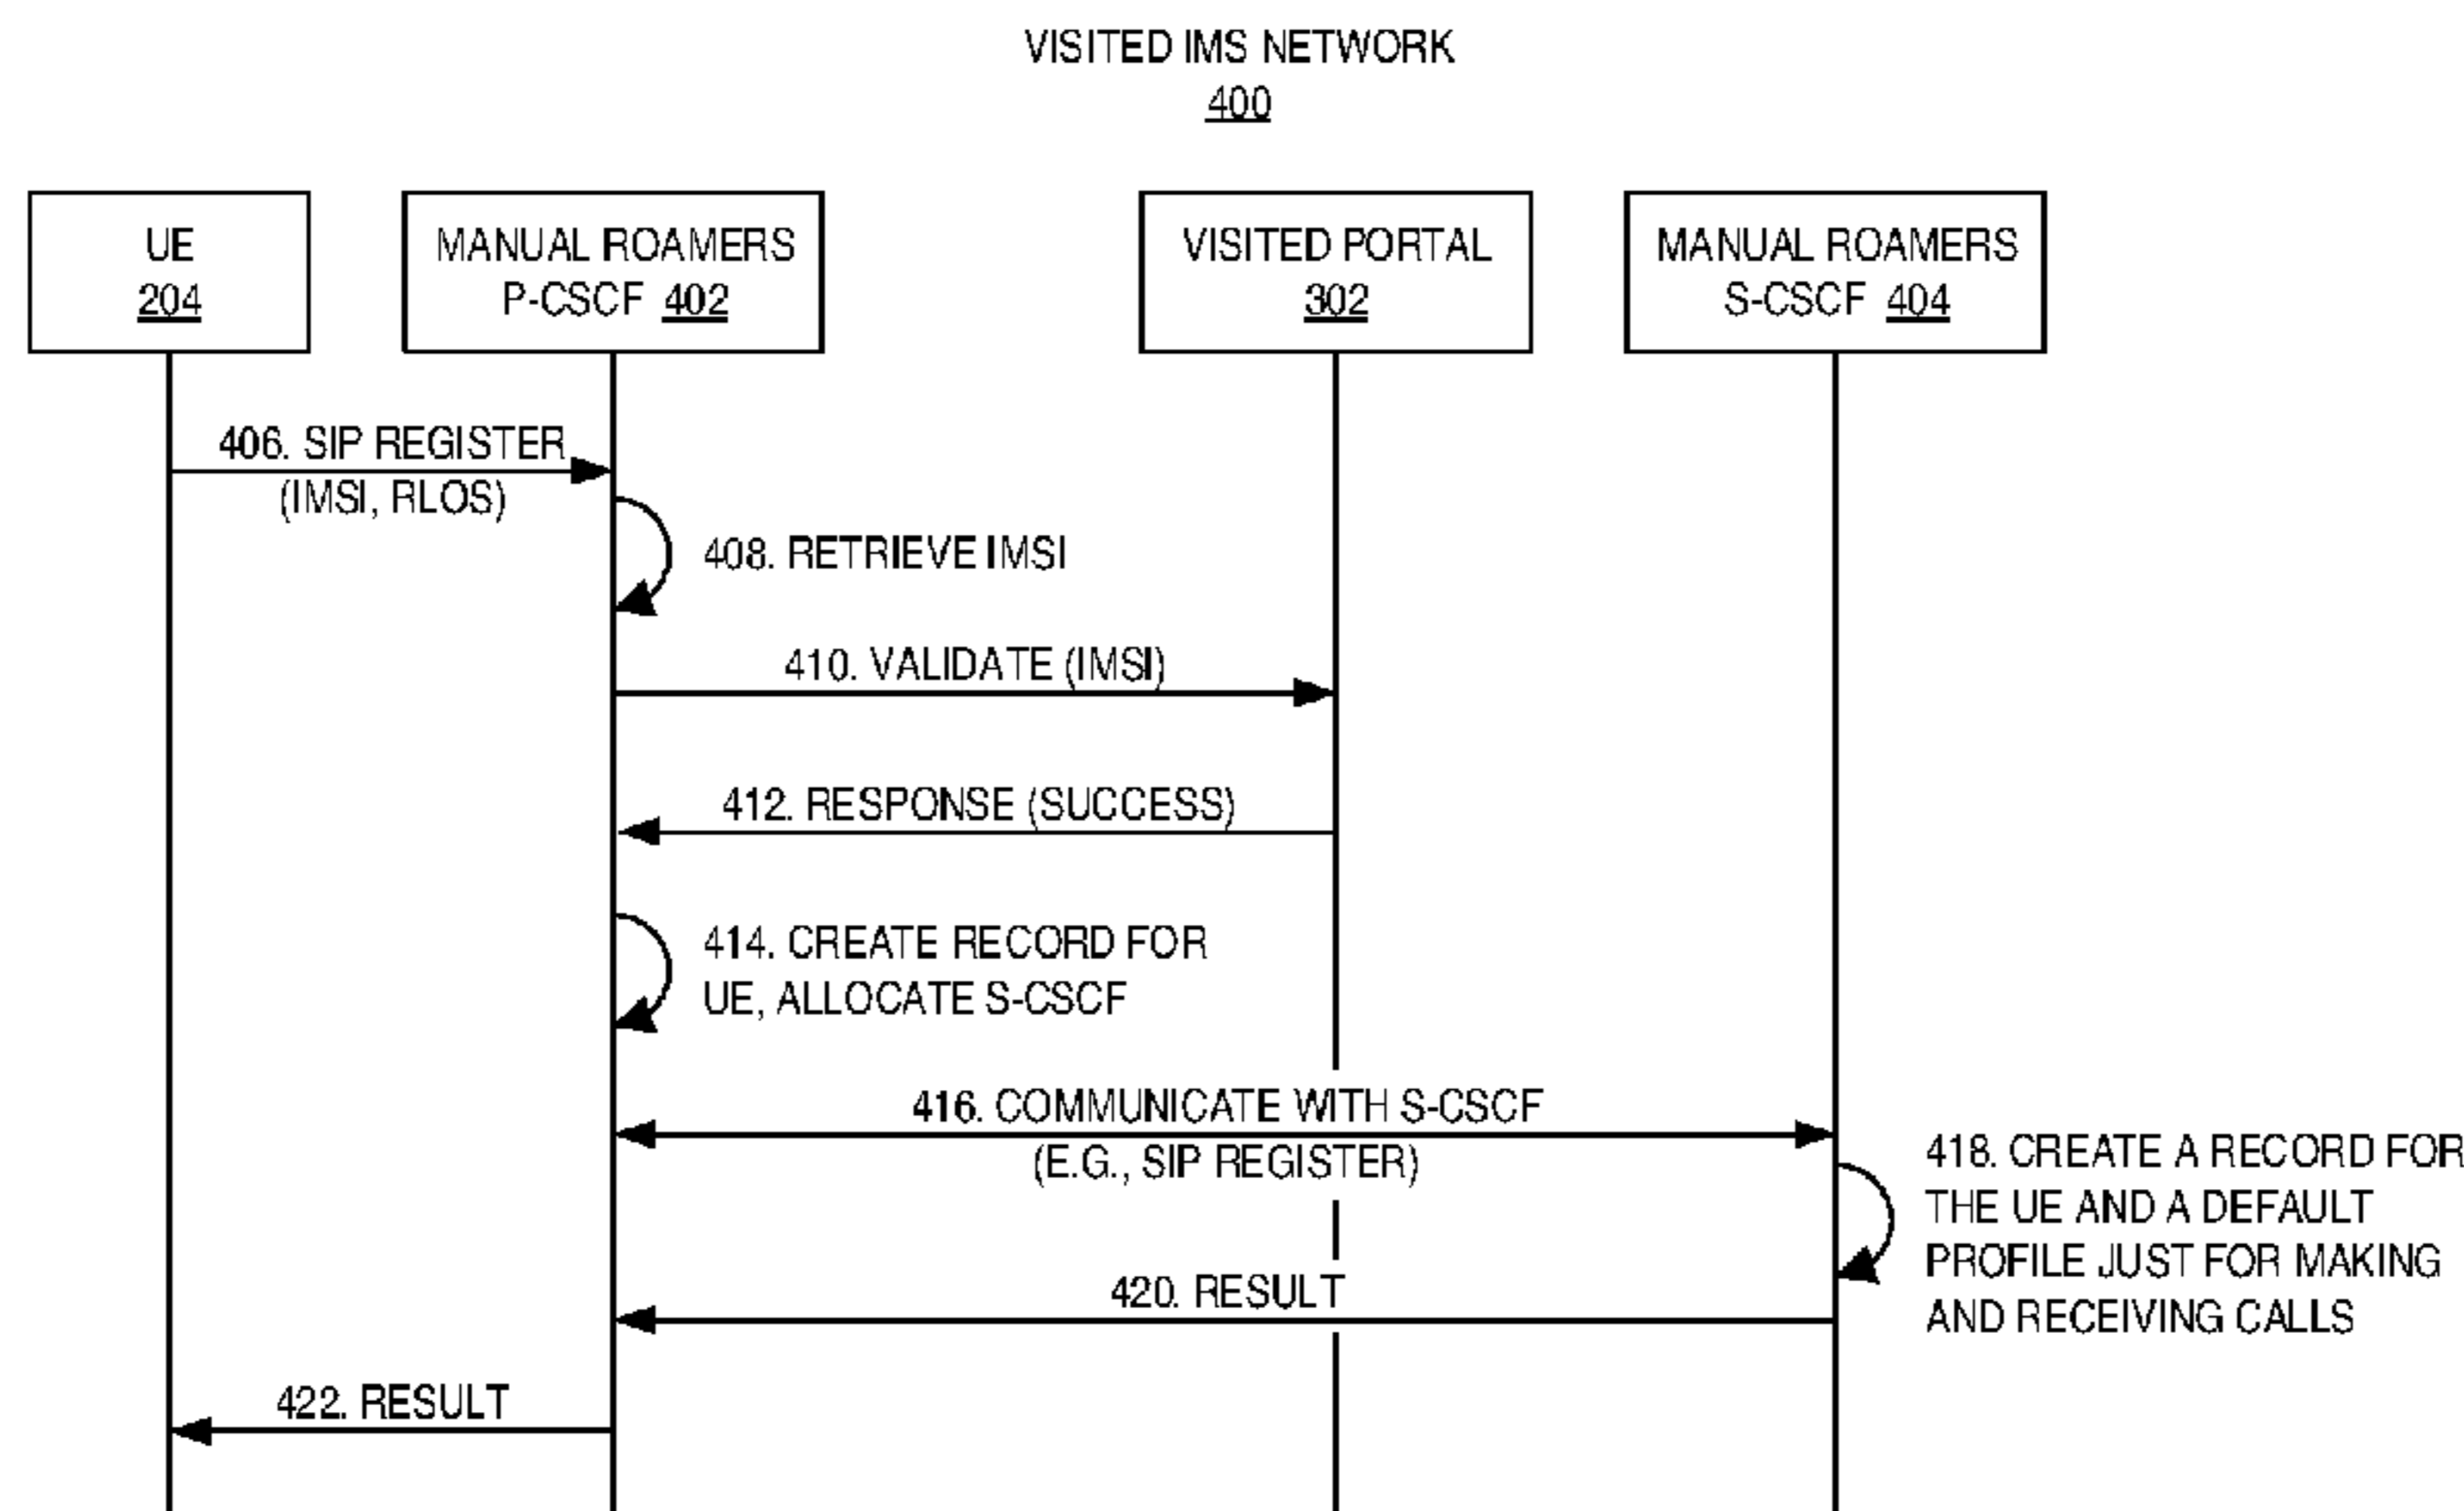 VISITED IMS NETWORK
400
UE
204
MANUAL ROAMERS
P-CSCF 402
VISITED PORTAL
302
MANUAL ROAMERS
S-CSCF 404
406. SIP REGISTER
(IMSI, RLOS)
408. RETRIEVE IMSI
410. VALIDATE (IMSI)
412. RESPONSE (SUCCESS)
414. CREATE RECORD FOR
UE, ALLOCATE S-CSCF
416. COMMUNICATE WITH S-CSCF
(E.G., SIP REGISTER)
418. CREATE A RECORD FOR
THE UE AND A DEFAULT
PROFILE JUST FOR MAKING
AND RECEIVING CALLS
420. RESULT
422. RESULT